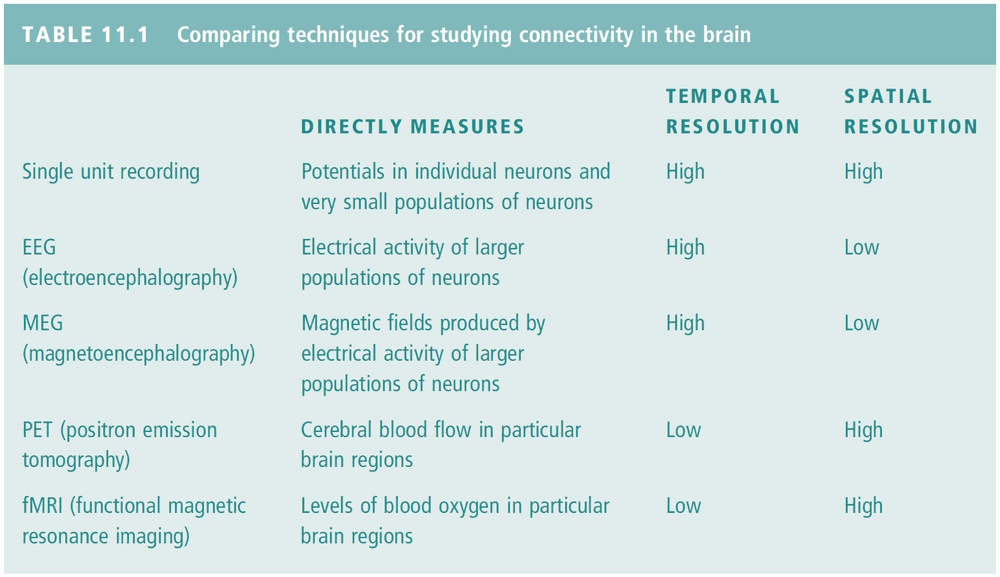 TABLE 11.1 Comparing techniques for studying connectivity in the brain
DIRECTLY MEASURES
TEMPORAL
RESOLUTION
SPATIAL
RESOLUTION
Single unit recording
Potentials in individual neurons and
very small populations of neurons
High
High
EEG
(electroencephalography)
Electrical activity of larger
populations of neurons
High
Low
MEG
(magnetoencephalography)
Magnetic fields produced by
electrical activity of larger
populations of neurons
High
Low
PET (positron emission
tomography)
Cerebral blood flow in particular
brain regions
Low
High
fMRI (functional magnetic
resonance imaging)
Levels of blood oxygen in particular
brain regions
Low
High